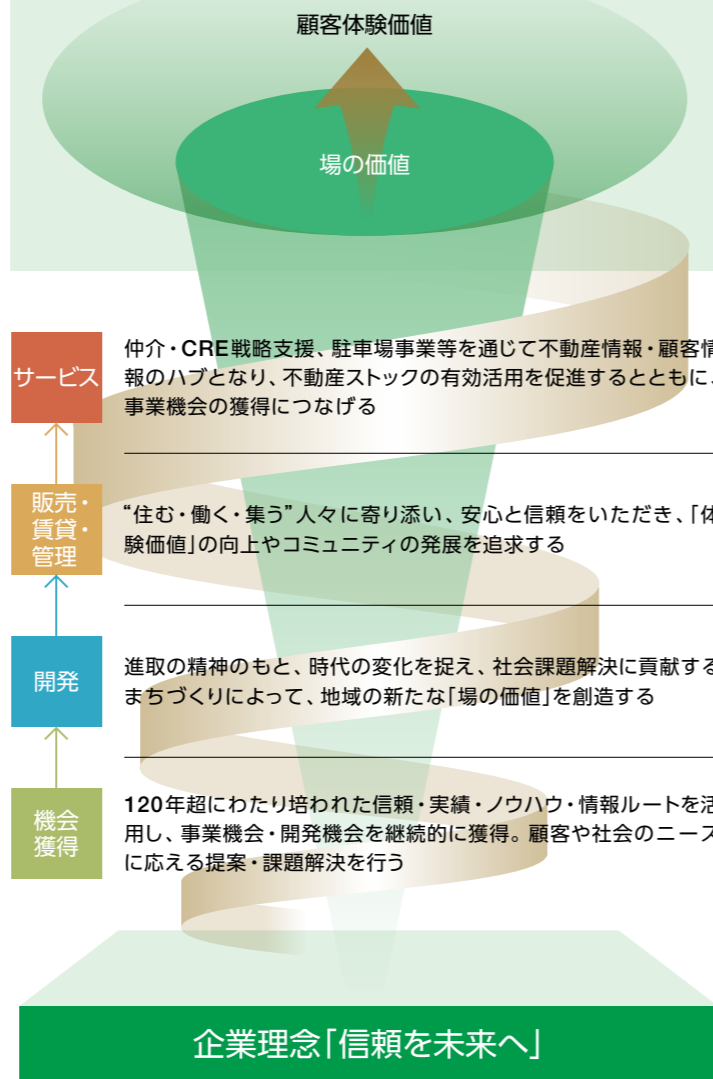 顧客体験価値
場の価値
サービス
仲介・CRE戦略支援、駐車場事業等を通じて不動産情報・顧客情
報のハブとなり、不動産ストックの有効活用を促進するとともに、
事業機会の獲得につなげる
販売・
賃貸・
管理
“住む・働く・集う”人々に寄り添い、安心と信頼をいただき、「体
験価値」の向上やコミュニティの発展を追求する
開発
進取の精神のもと、時代の変化を捉え、社会課題解決に貢献する
まちづくりによって、地域の新たな「場の価値」を創造する
機会
獲得
120年超にわたり培われた信頼・実績・ノウハウ・情報ルートを活
用し、事業機会・開発機会を継続的に獲得。顧客や社会のニーズ
に応える提案・課題解決を行う
企業理念「信頼を未来へ」